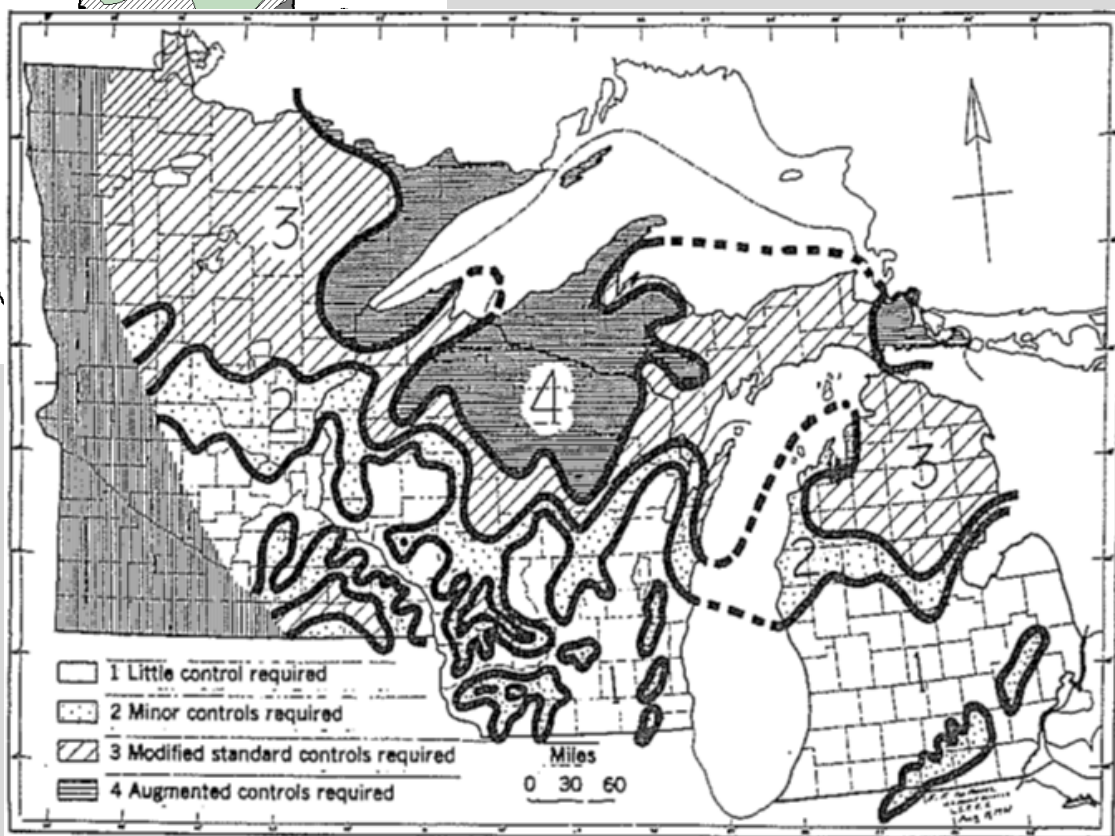 3
2
4
3
2
1
1
1 Little control required
2 Minor controls required
3 Modified standard controls required
4 Augmented controls required
Miles
0 30 60